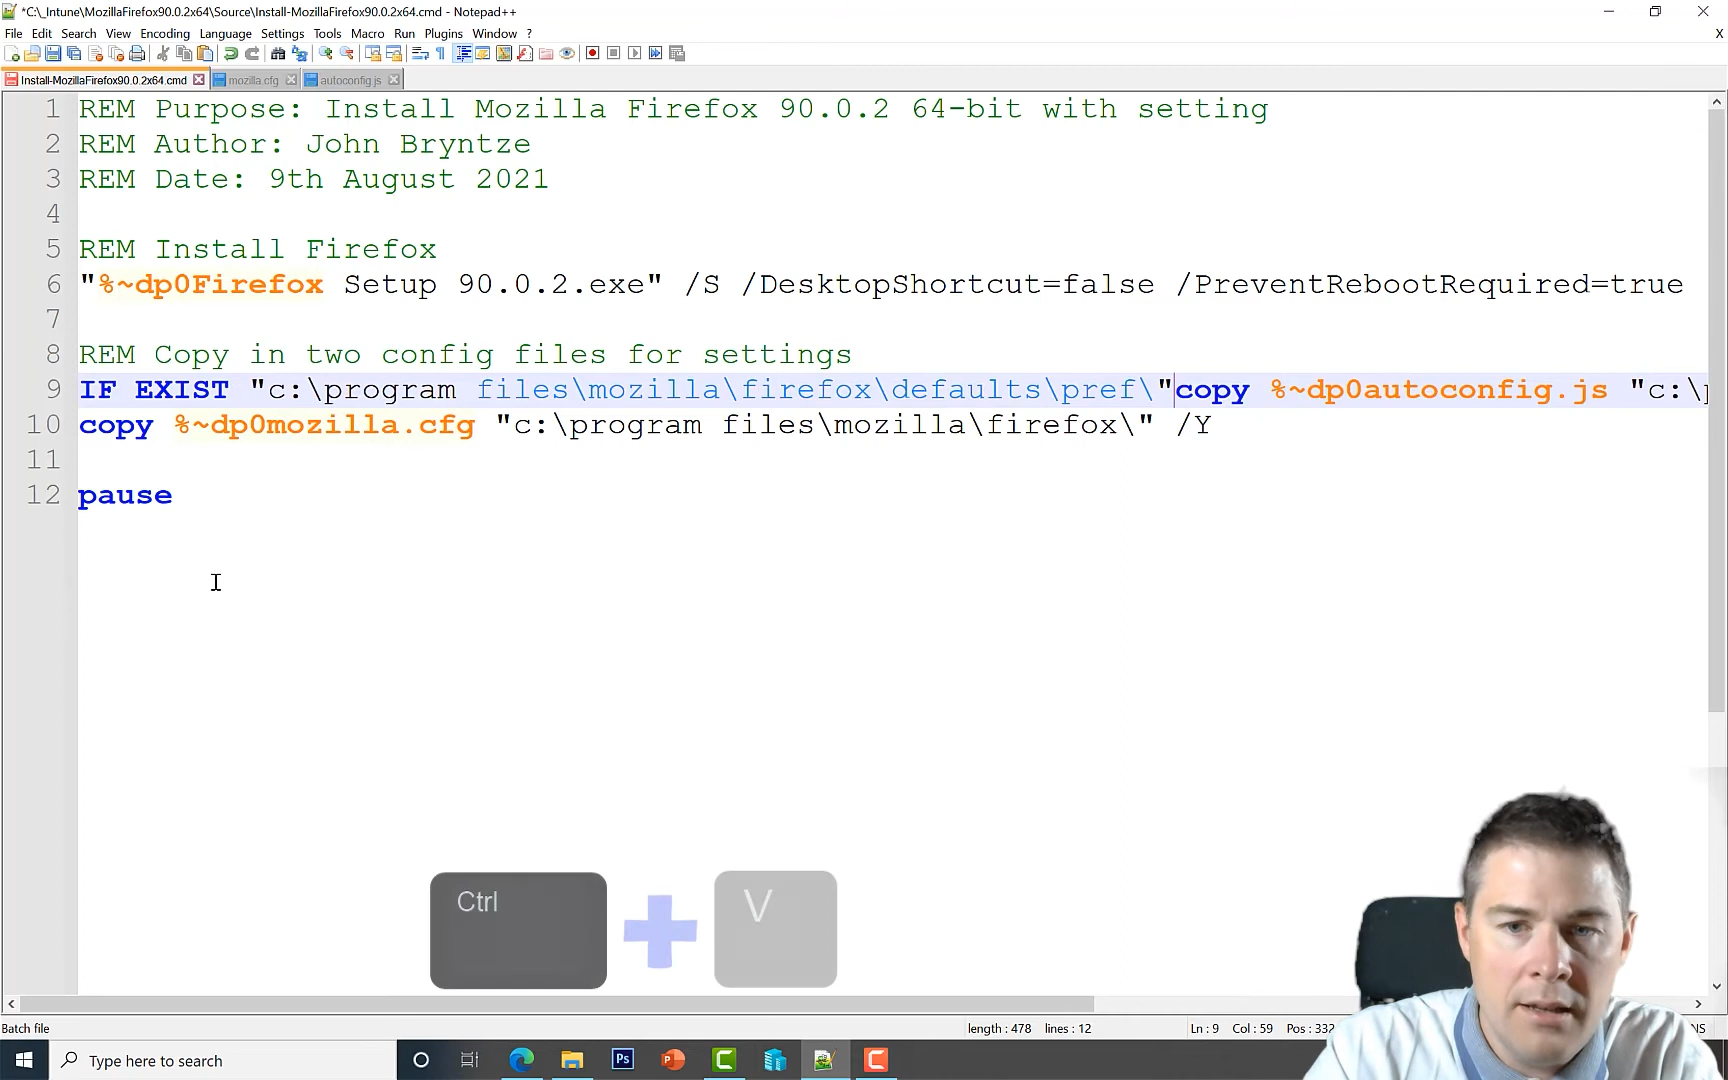 *C:\_Intune\MozillaFirefox90.0.2x64\Source\Install-MozillaFirefox90.0.2x64.cmd - Notepad++
File Edit Search View Encoding Language Settings Tools Macro Run Plugins Window ? X
Install-MozillaFirefox90.0.2x64.cmd mozilla.cfg autoconfig.js
1 REM Purpose: Install Mozilla Firefox 90.0.2 64-bit with setting
2 REM Author: John Bryntze
3 REM Date: 9th August 2021
4
5 REM Install Firefox
6 "%~dp0Firefox Setup 90.0.2.exe" /S /DesktopShortcut=false /PreventRebootRequired=true
7
8 REM Copy in two config files for settings
9 IF EXIST "c:\program files\mozilla\firefox\defaults\pref\"copy %~dp0autoconfig.js "c:\
10 copy %~dp0mozilla.cfg "c:\program files\mozilla\firefox\" /Y
11
12 pause
Ctrl V
Batch file length : 478 lines : 12 Ln : 9 Col : 59 Pos : 332 NS
Type here to search Ps